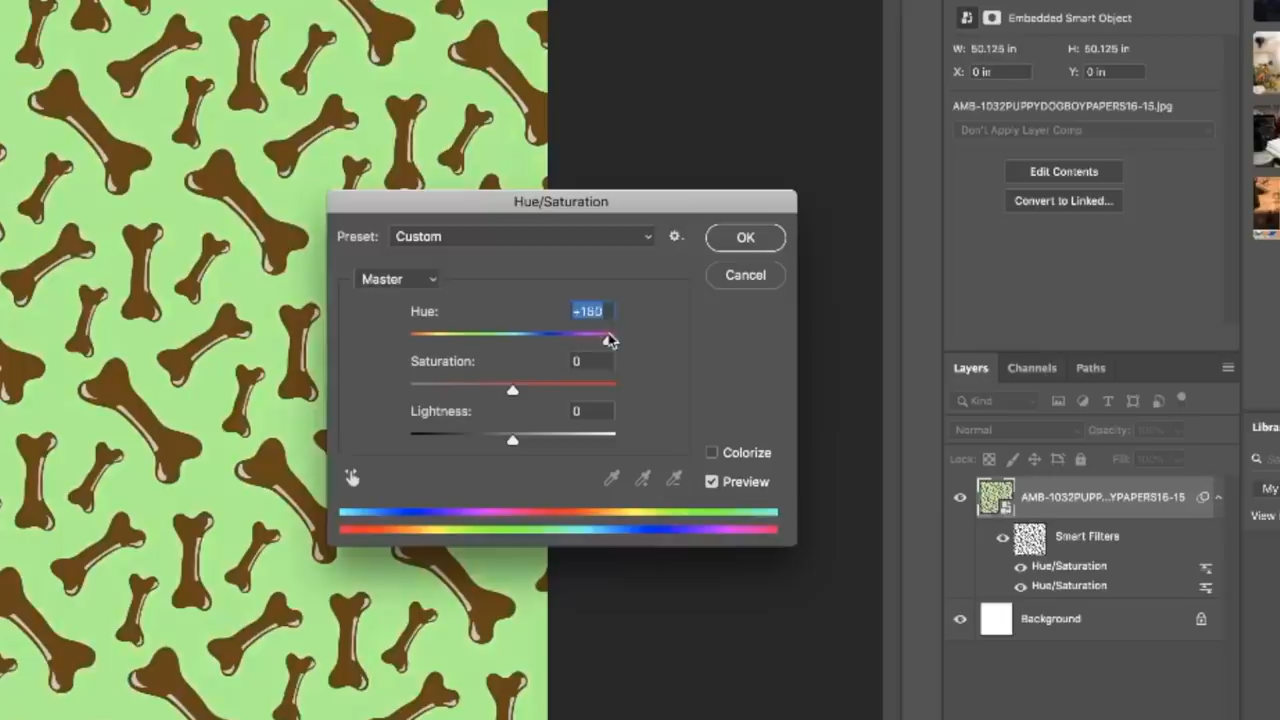 Embedded Smart Object
W: 50.125 in H: 50.125 in
X: 0 in Y: 0 in
AMB-1032PUPPYDOGBOYPAPERS16-15.jpg
Don't Apply Layer Comp
Edit Contents
Convert to Linked...
Hue/Saturation
Preset: Custom
OK
Cancel
Master
Hue: +180
Saturation: 0
Lightness: 0
Colorize
Preview
Layers Channels Paths
Kind
Normal Opacity: 100%
Lock: Fill: 100%
AMB-1032PUPP...YPAPERS16-15
Smart Filters
Hue/Saturation
Hue/Saturation
Background
Libra
My
View